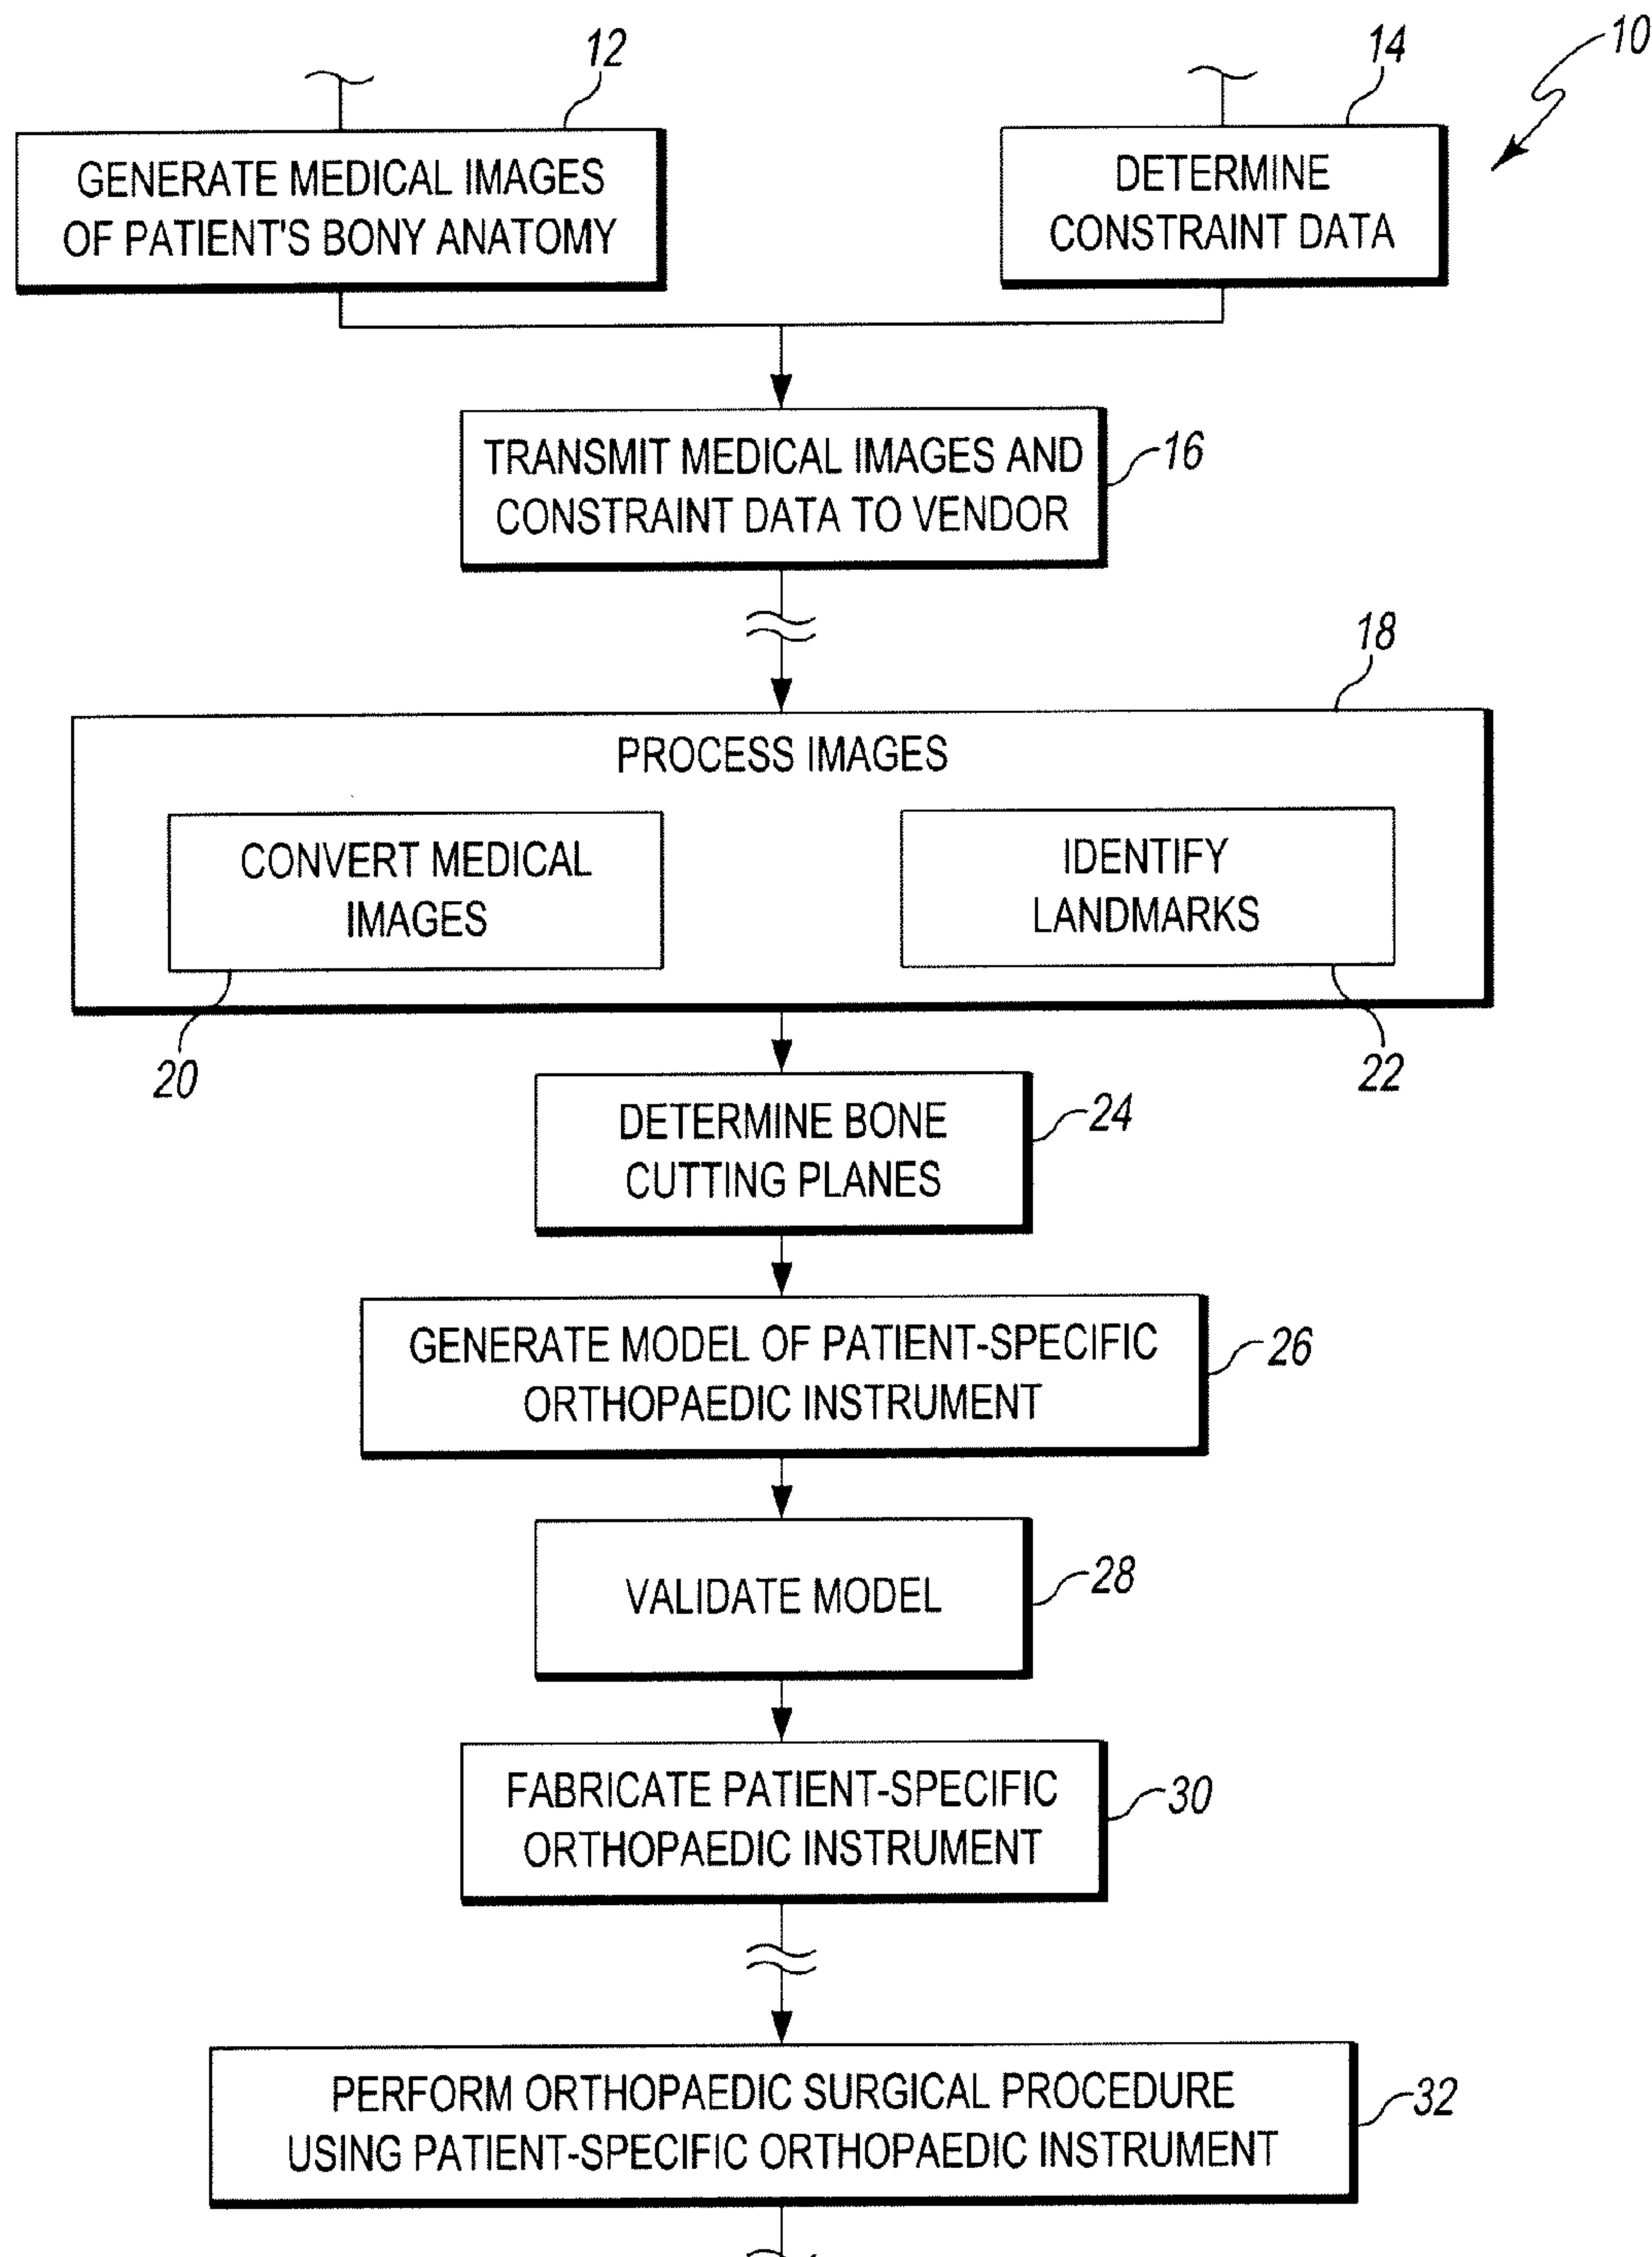 10
12
14
GENERATE MEDICAL IMAGES
OF PATIENT'S BONY ANATOMY
DETERMINE
CONSTRAINT DATA
TRANSMIT MEDICAL IMAGES AND
CONSTRAINT DATA TO VENDOR
16
18
PROCESS IMAGES
CONVERT MEDICAL
IMAGES
IDENTIFY
LANDMARKS
20
22
DETERMINE BONE
CUTTING PLANES
24
GENERATE MODEL OF PATIENT-SPECIFIC
ORTHOPAEDIC INSTRUMENT
26
VALIDATE MODEL
28
FABRICATE PATIENT-SPECIFIC
ORTHOPAEDIC INSTRUMENT
30
PERFORM ORTHOPAEDIC SURGICAL PROCEDURE
USING PATIENT-SPECIFIC ORTHOPAEDIC INSTRUMENT
32